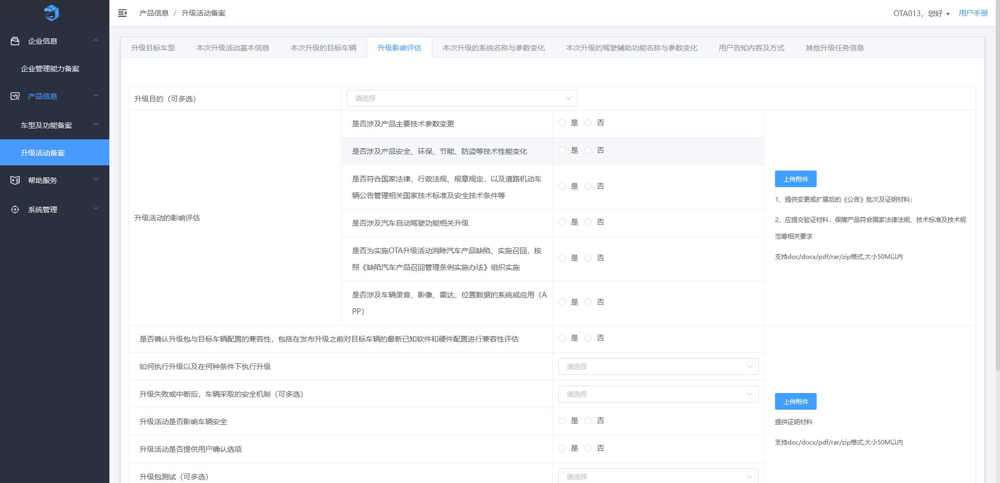 产品信息 / 升级活动备案
OTA013，您好
用户手册
企业信息
企业管理能力备案
产品信息
车型及功能备案
升级活动备案
帮助服务
系统管理
升级目标车型
本次升级活动基本信息
本次升级的目标车辆
升级影响评估
本次升级的系统名称与参数变化
本次升级的驾驶辅助功能名称与参数变化
用户告知内容及方式
其他升级任务信息
升级目的（可多选）
请选择
升级活动的影响评估
是否涉及产品主要技术参数变更
是 否
是否涉及产品安全、环保、节能、防盗等技术性能变化
是 否
是否符合国家法律、行政法规、规章规定，以及道路机动车
辆公告管理相关国家技术标准及安全技术条件等
是 否
是否涉及汽车自动驾驶功能相关升级
是 否
是否为实施OTA升级活动消除汽车产品缺陷、实施召回，按
照《缺陷汽车产品召回管理条例实施办法》组织实施
是 否
是否涉及车辆录音、影像、雷达、位置数据的系统或应用（A
PP）
是 否
上传附件
1、提供变更或扩展后的《公告》批次及证明材料；
2、应提交验证材料，保障产品符合国家法律法规、技术标准及技术规
范等相关要求
支持doc/docx/pdf/rar/zip格式,大小50M以内
是否确认升级包与目标车辆配置的兼容性，包括在发布升级之前对目标车辆的最新已知软件和硬件配置进行兼容性评估
是 否
如何执行升级以及在何种条件下执行升级
请选择
升级失败或中断后，车辆采取的安全机制（可多选）
请选择
升级活动是否影响车辆安全
是 否
升级活动是否提供用户确认选项
是 否
升级包测试（可多选）
请选择
上传附件
提供证明材料
支持doc/docx/pdf/rar/zip格式,大小50M以内